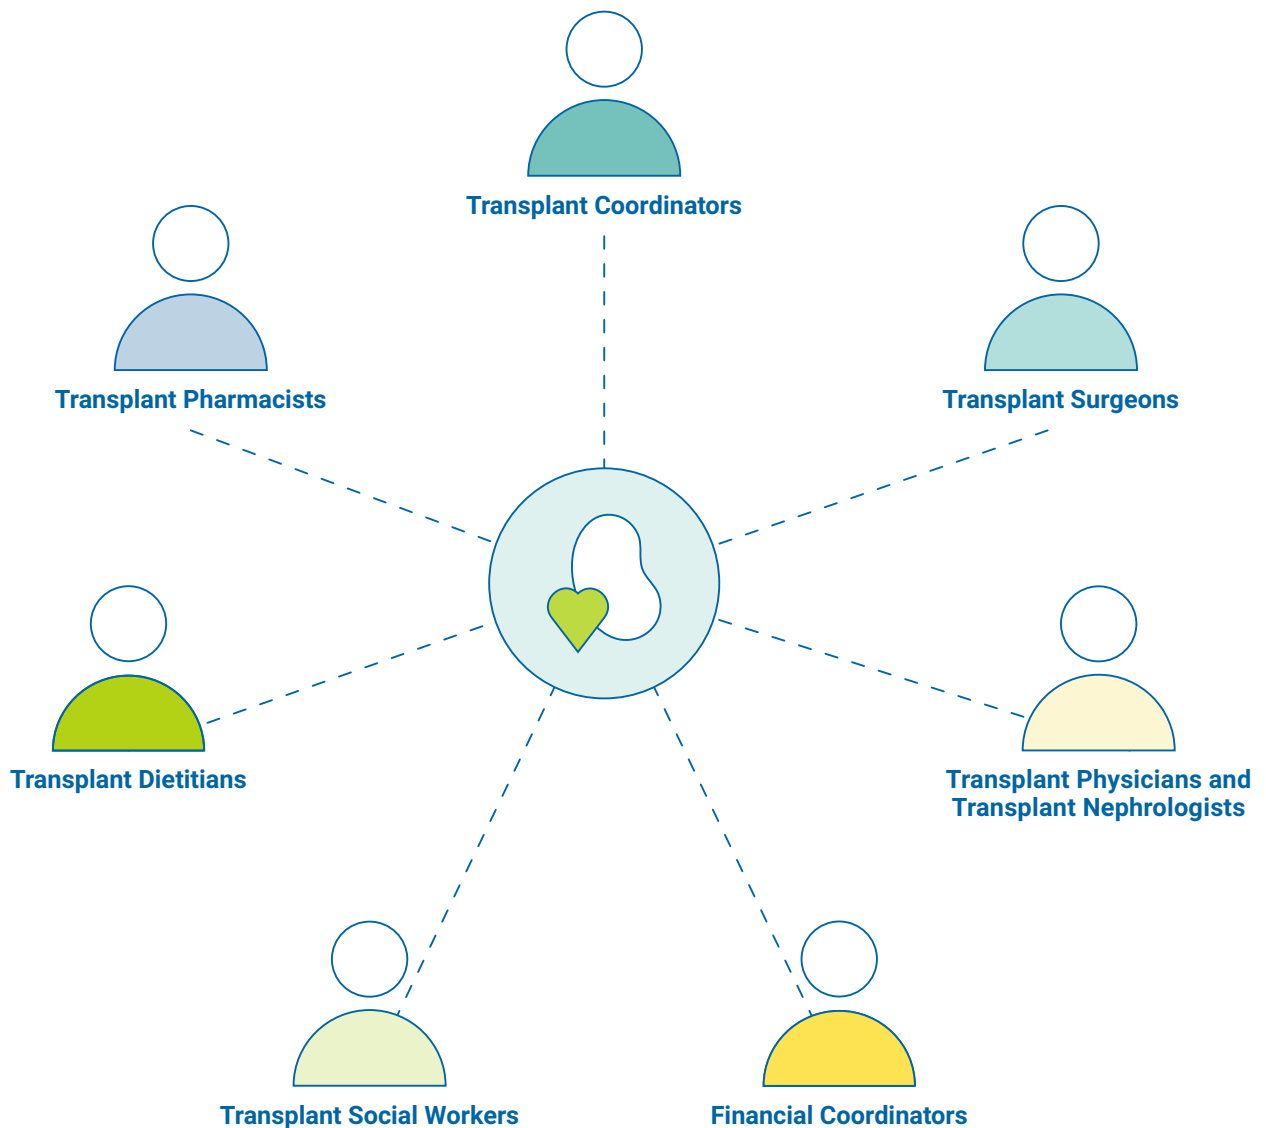 Transplant Coordinators
Transplant Pharmacists
Transplant Surgeons
Transplant Dietitians
Transplant Physicians and
Transplant Nephrologists
Transplant Social Workers
Financial Coordinators